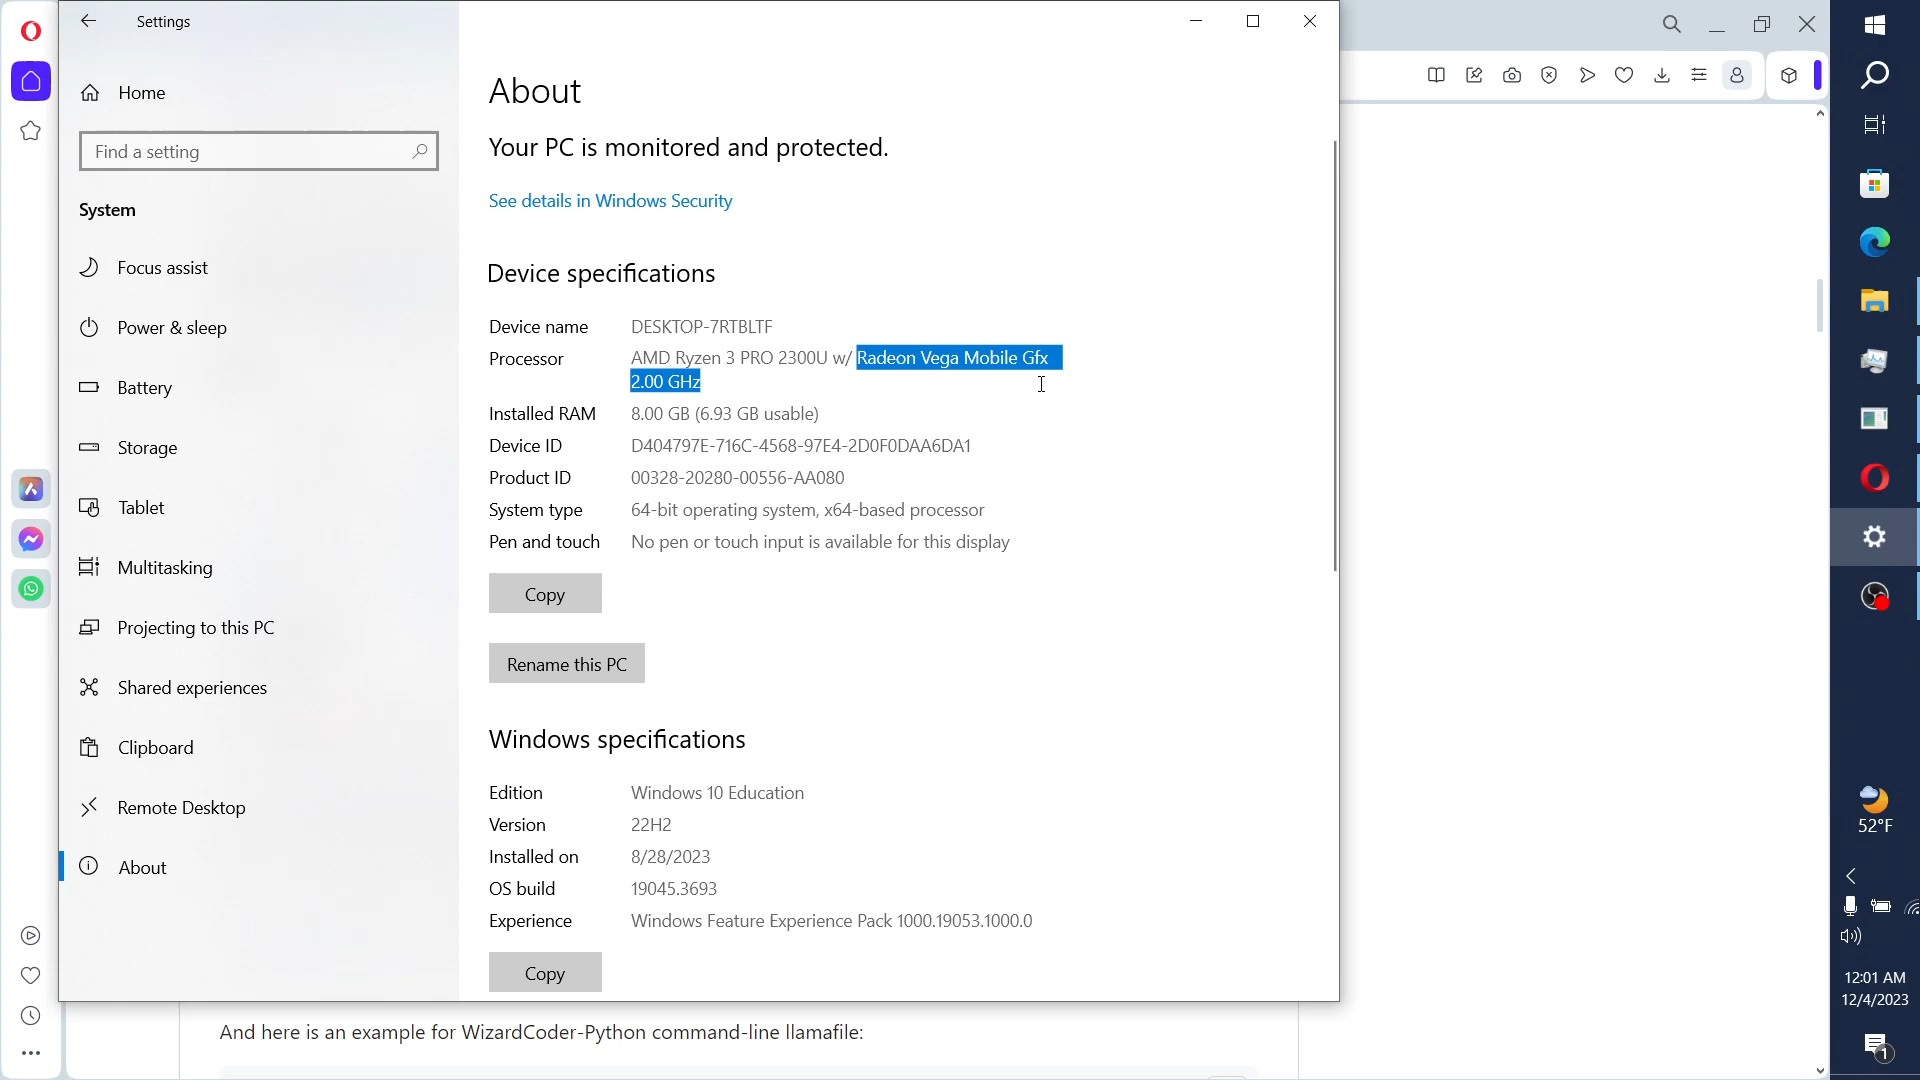 Settings
Home
Find a setting
System
Focus assist
Power & sleep
Battery
Storage
Tablet
Multitasking
Projecting to this PC
Shared experiences
Clipboard
Remote Desktop
About
About
Your PC is monitored and protected.
See details in Windows Security
Device specifications
Device name DESKTOP-7RTBLTF
Processor AMD Ryzen 3 PRO 2300U w/ Radeon Vega Mobile Gfx
2.00 GHz
Installed RAM 8.00 GB (6.93 GB usable)
Device ID D404797E-716C-4568-97E4-2D0F0DAA6DA1
Product ID 00328-20280-00556-AA080
System type 64-bit operating system, x64-based processor
Pen and touch No pen or touch input is available for this display
Copy
Rename this PC
Windows specifications
Edition Windows 10 Education
Version 22H2
Installed on 8/28/2023
OS build 19045.3693
Experience Windows Feature Experience Pack 1000.19053.1000.0
Copy
And here is an example for WizardCoder-Python command-line llamafile:
52°F
12:01 AM
12/4/2023
1